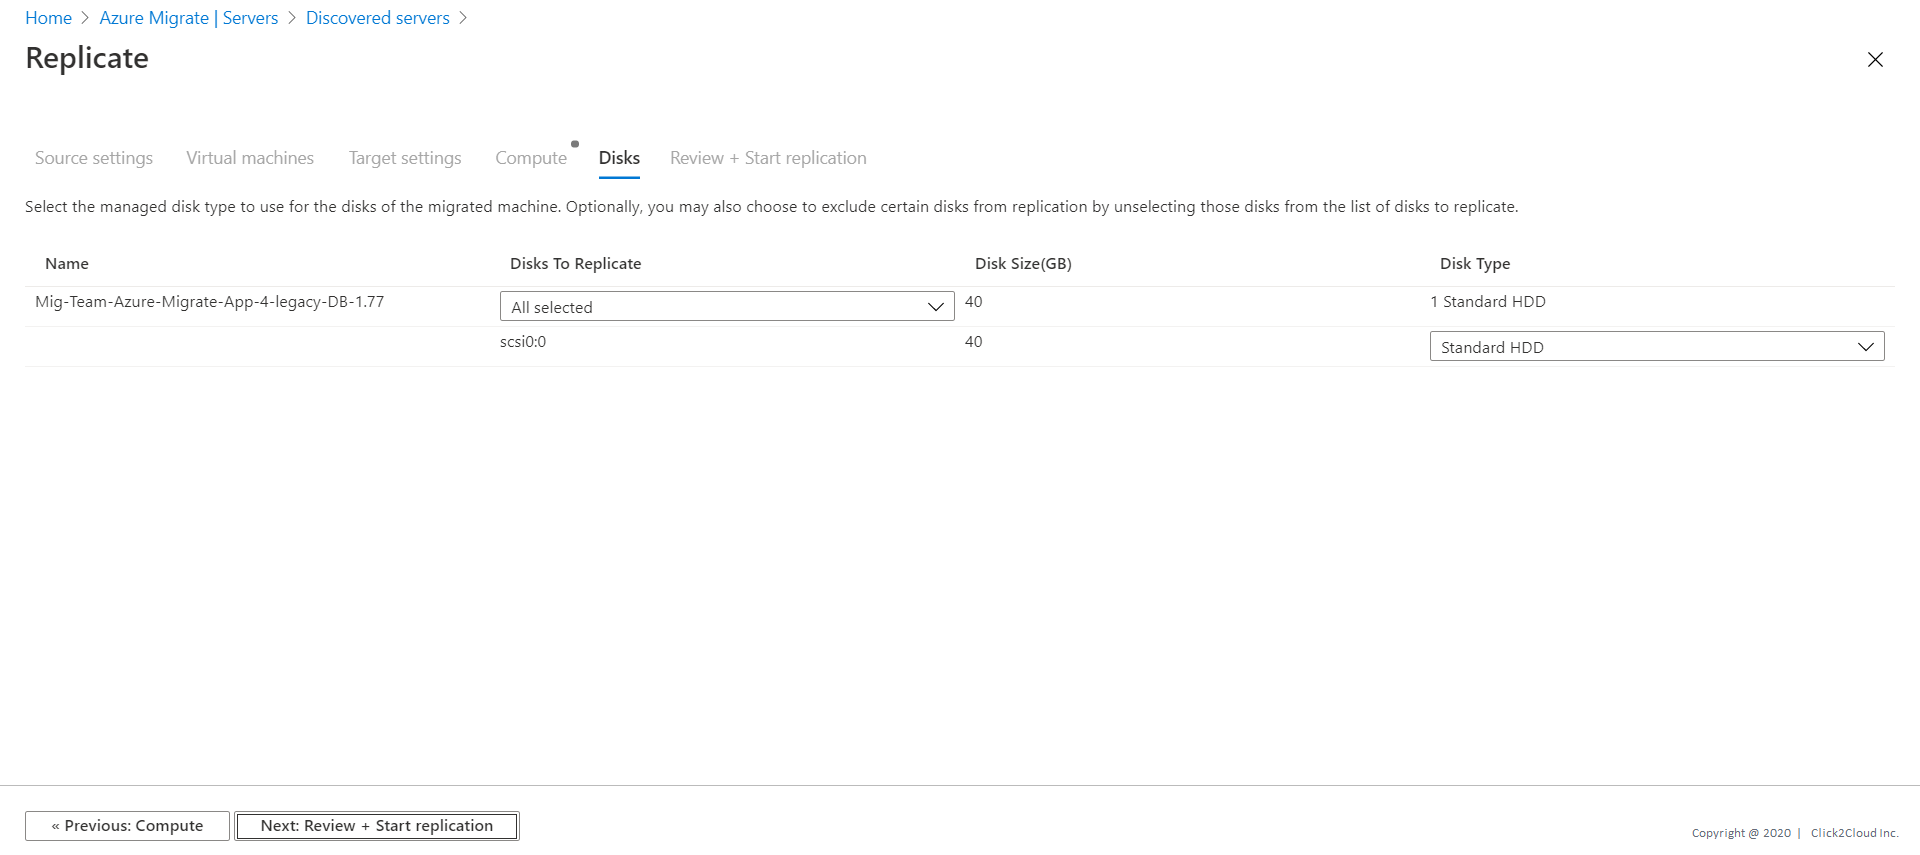 Home > Azure Migrate | Servers > Discovered servers >
Replicate
Source settings Virtual machines Target settings Compute Disks Review + Start replication
Select the managed disk type to use for the disks of the migrated machine. Optionally, you may also choose to exclude certain disks from replication by unselecting those disks from the list of disks to replicate.
Name Disks To Replicate Disk Size(GB) Disk Type
Mig-Team-Azure-Migrate-App-4-legacy-DB-1.77 All selected 40 1 Standard HDD
scsi0:0 40 Standard HDD
« Previous: Compute Next: Review + Start replication
Copyright @ 2020 | Click2Cloud Inc.